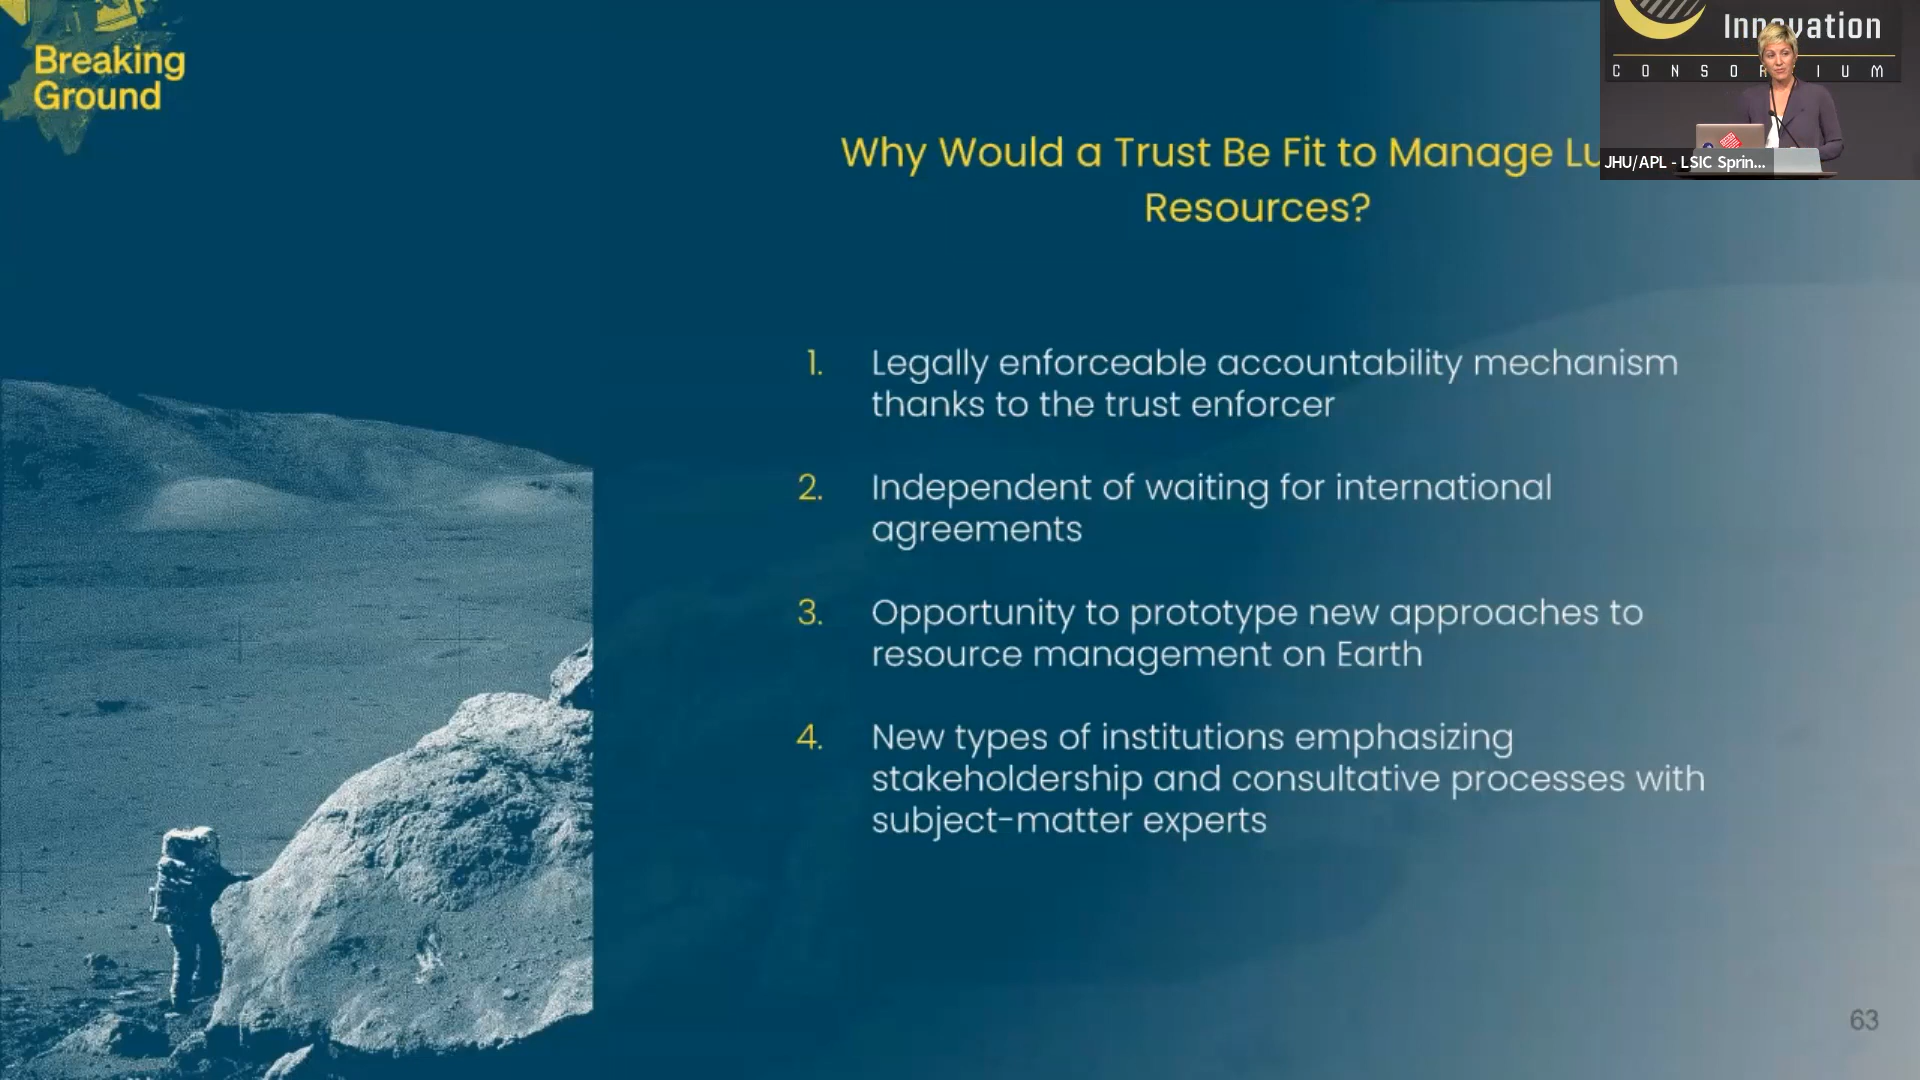 Breaking
Ground
Innovation
CONSORTIUM
JHU/APL - LSIC Sprin...
Why Would a Trust Be Fit to Manage Lu
Resources?
1. Legally enforceable accountability mechanism
thanks to the trust enforcer
2. Independent of waiting for international
agreements
3. Opportunity to prototype new approaches to
resource management on Earth
4. New types of institutions emphasizing
stakeholdership and consultative processes with
subject-matter experts
63